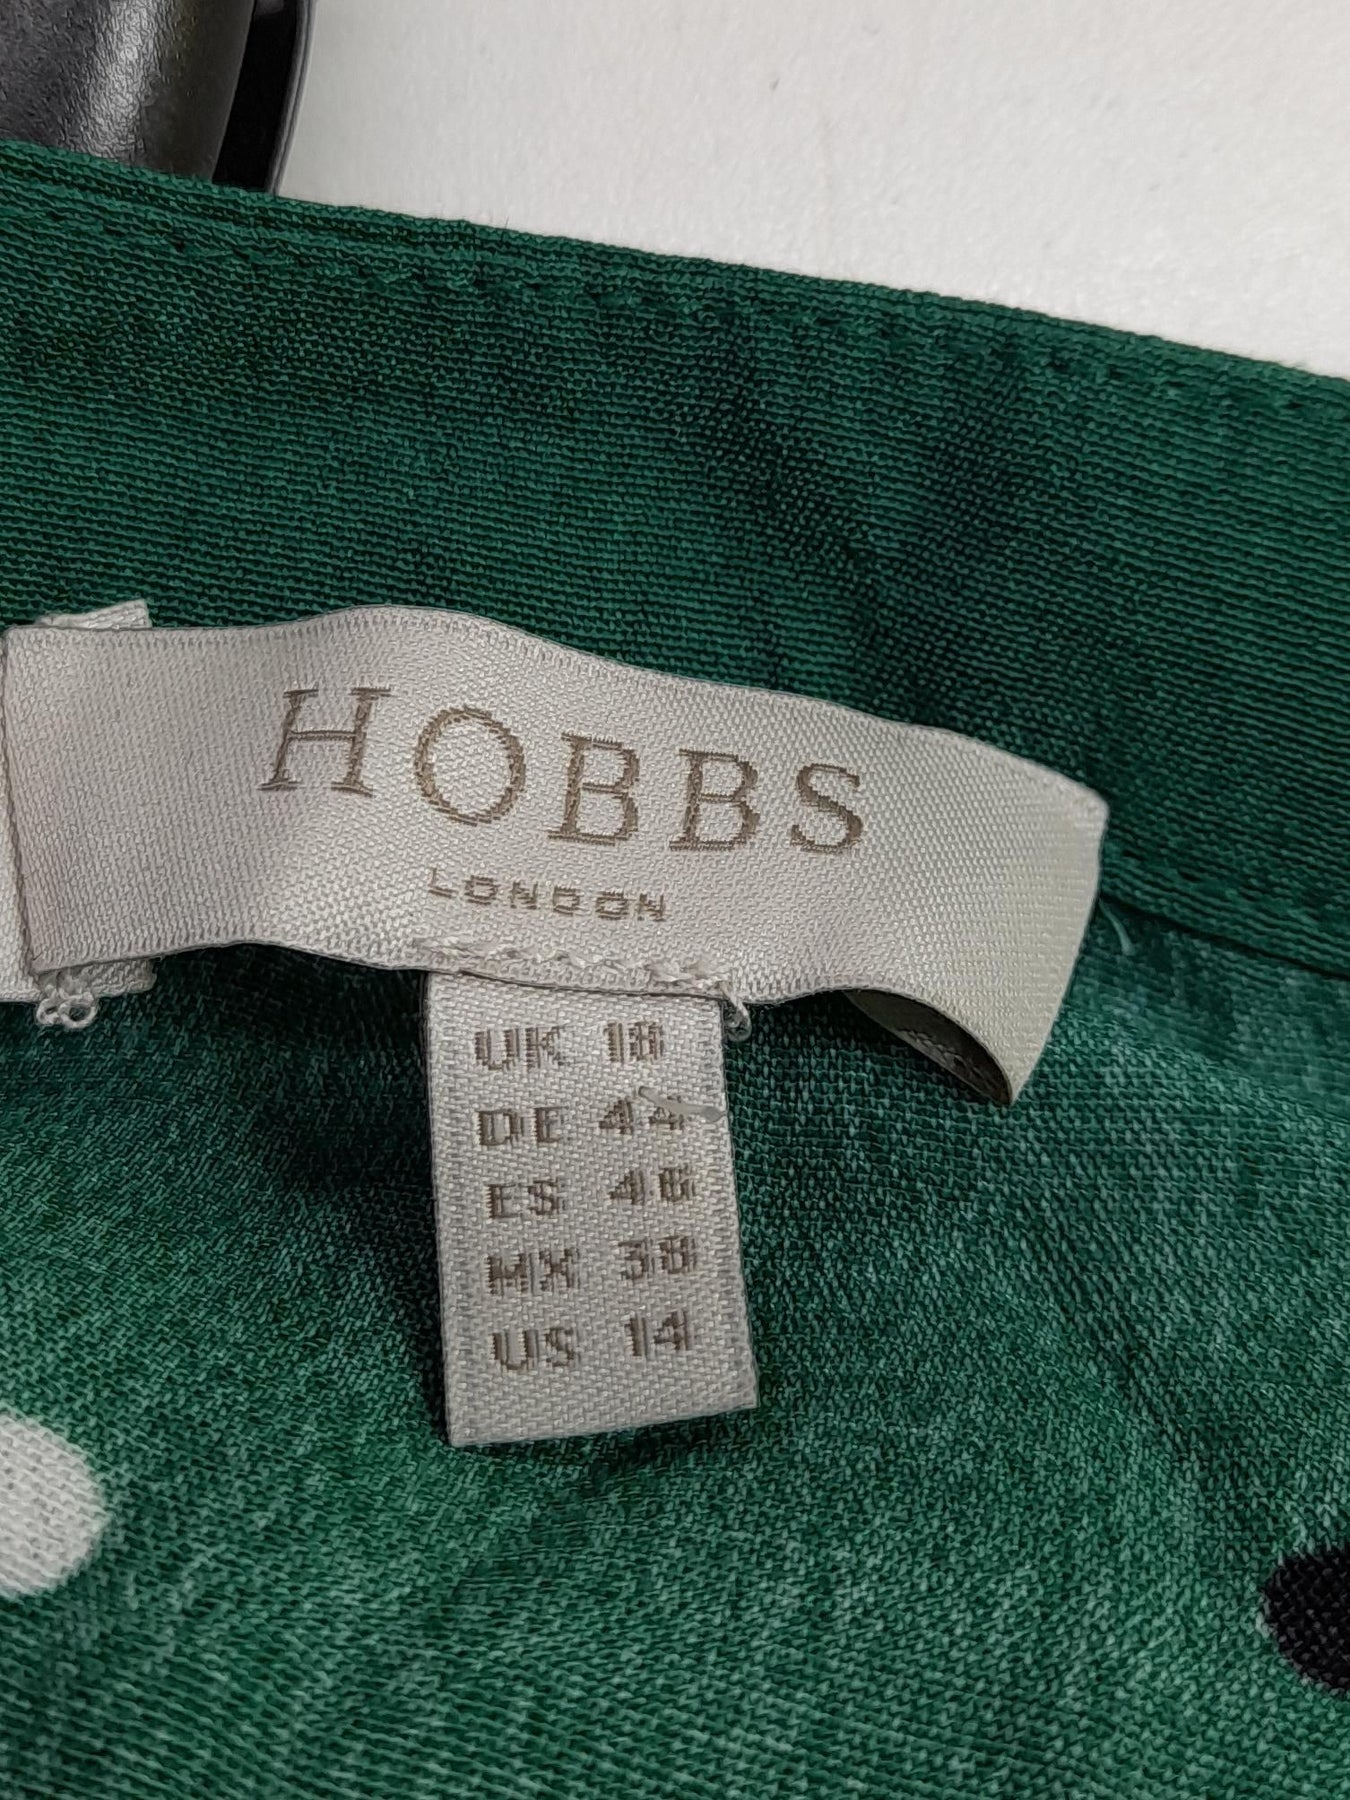 HOBBS
LONDON
UK 18
DE 44
ES 46
MX 38
US 14